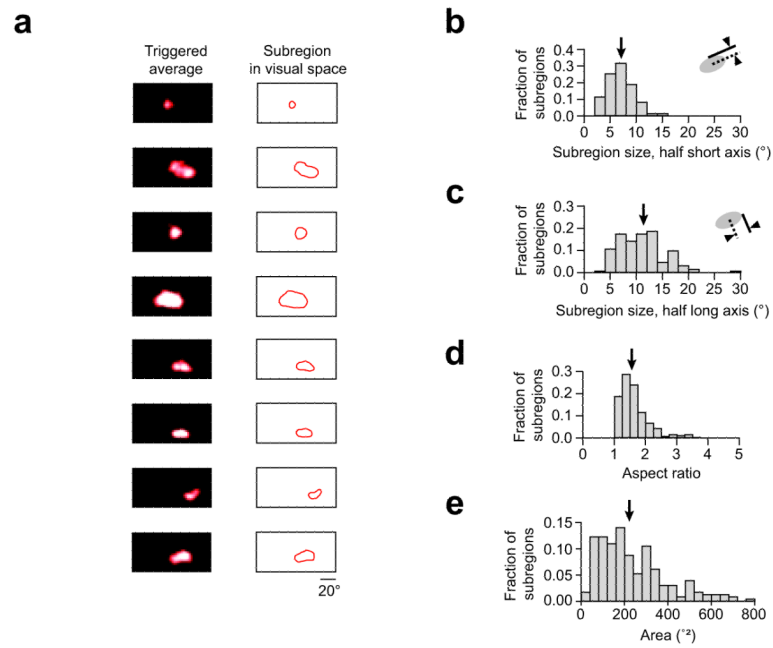 a
Triggered
average
Subregion
in visual space
20°
b
Fraction of
subregions
0.4
0.3
0.2
0.1
0.0
0 5 10 15 20 25 30
Subregion size, half short axis (°)
c
Fraction of
subregions
0.3
0.2
0.1
0.0
0 5 10 15 20 25 30
Subregion size, half long axis (°)
d
Fraction of
subregions
0.3
0.2
0.1
0.0
0 1 2 3 4 5
Aspect ratio
e
Fraction of
subregions
0.15
0.10
0.05
0.00
0 200 400 600 800
Area (°²)